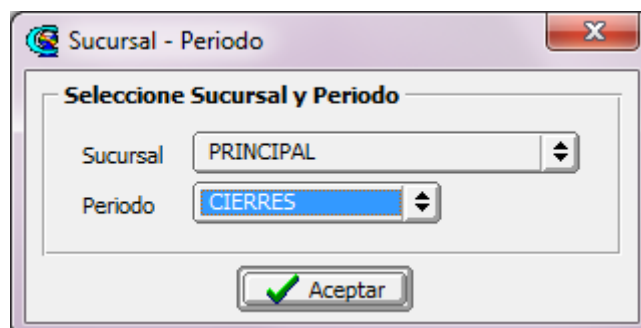 Sucursal - Periodo
Seleccione Sucursal y Periodo
Sucursal PRINCIPAL
Periodo CIERRES
Aceptar